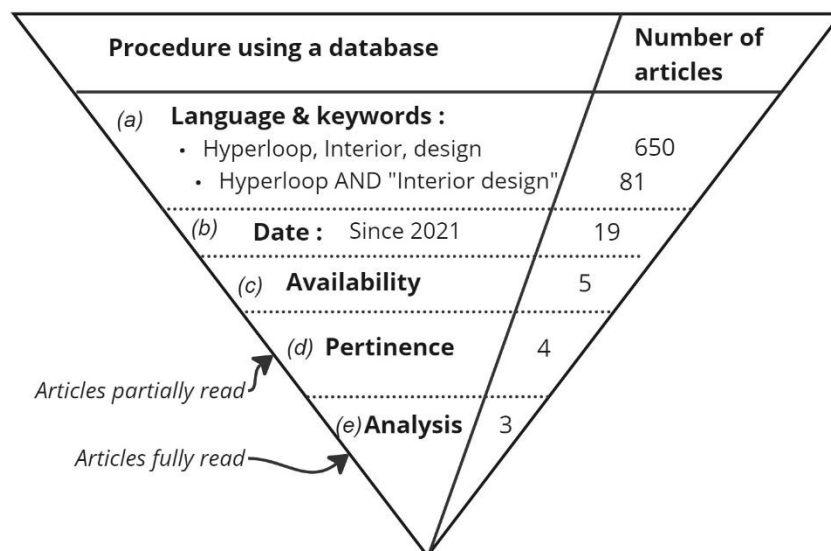 Procedure using a database
Number of
articles
(a) Language & keywords :
• Hyperloop, Interior, design 650
• Hyperloop AND "Interior design" 81
(b) Date : Since 2021 19
(c) Availability 5
(d) Pertinence 4
Articles partially read
(e) Analysis 3
Articles fully read